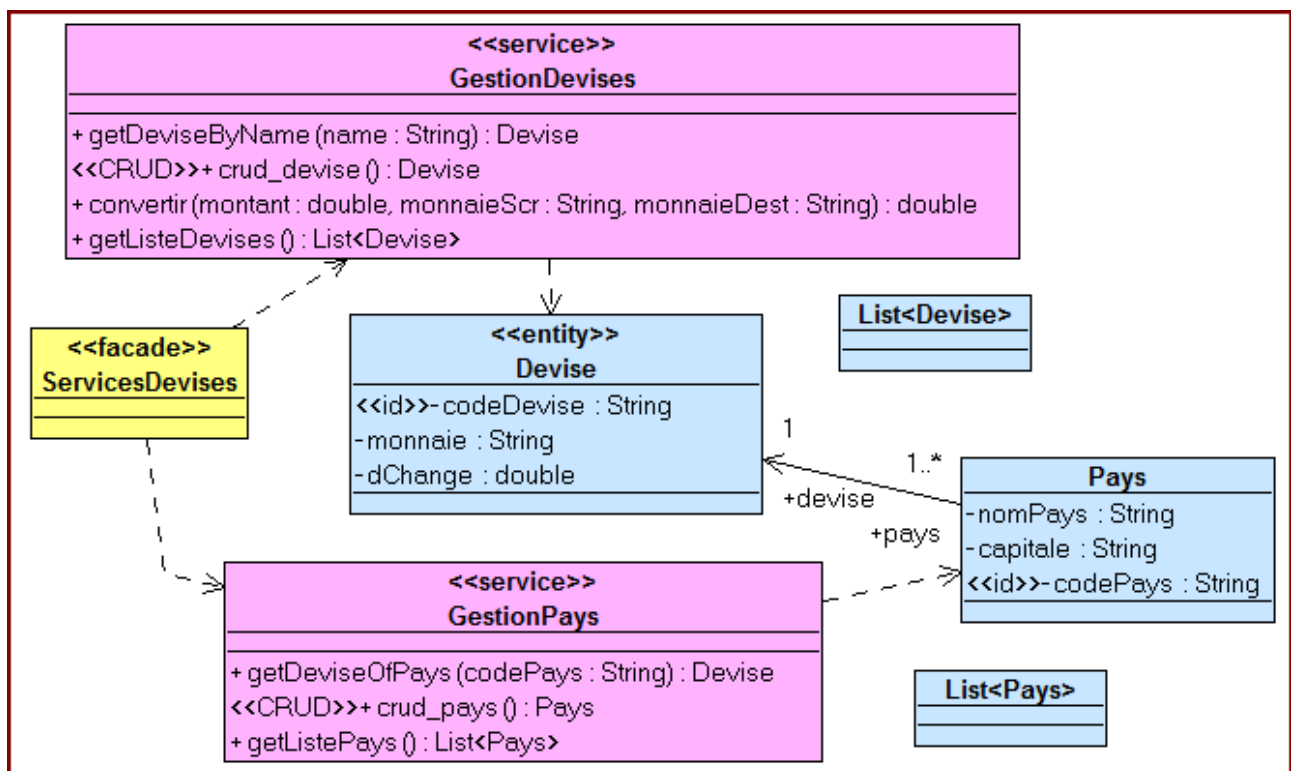 <<service>>
GestionDevises
+ getDeviseByName (name : String) : Devise
<<CRUD>>+ crud_devise () : Devise
+ convertir (montant : double, monnaieScr : String, monnaieDest : String) : double
+ getListeDevises () : List<Devise>
<<facade>>
ServicesDevises
<<entity>>
Devise
<<id>>-codeDevise : String
-monnaie : String
-dChange : double
List<Devise>
1
1..*
+devise
+pays
Pays
-nomPays : String
-capitale : String
<<id>>-codePays : String
<<service>>
GestionPays
+ getDeviseOfPays (codePays : String) : Devise
<<CRUD>>+ crud_pays () : Pays
+ getListePays () : List<Pays>
List<Pays>